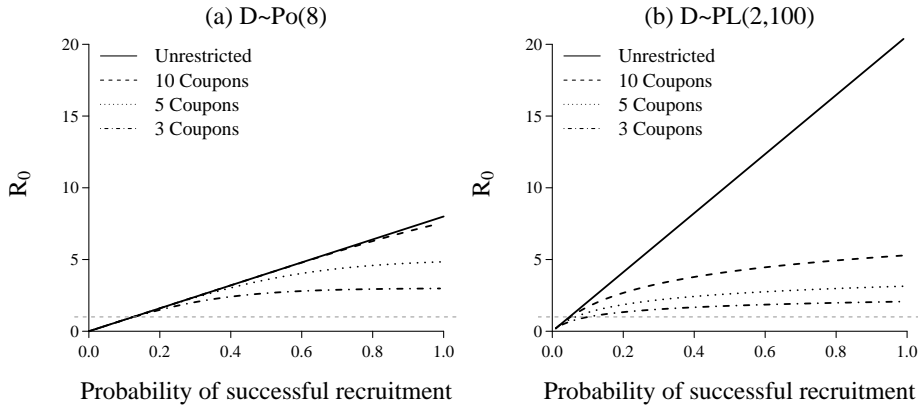 (a) D~Po(8)
Unrestricted
10 Coupons
5 Coupons
3 Coupons
R0
20
15
10
5
0
0.0 0.2 0.4 0.6 0.8 1.0
Probability of successful recruitment
(b) D~PL(2,100)
Unrestricted
10 Coupons
5 Coupons
3 Coupons
R0
20
15
10
5
0
0.0 0.2 0.4 0.6 0.8 1.0
Probability of successful recruitment